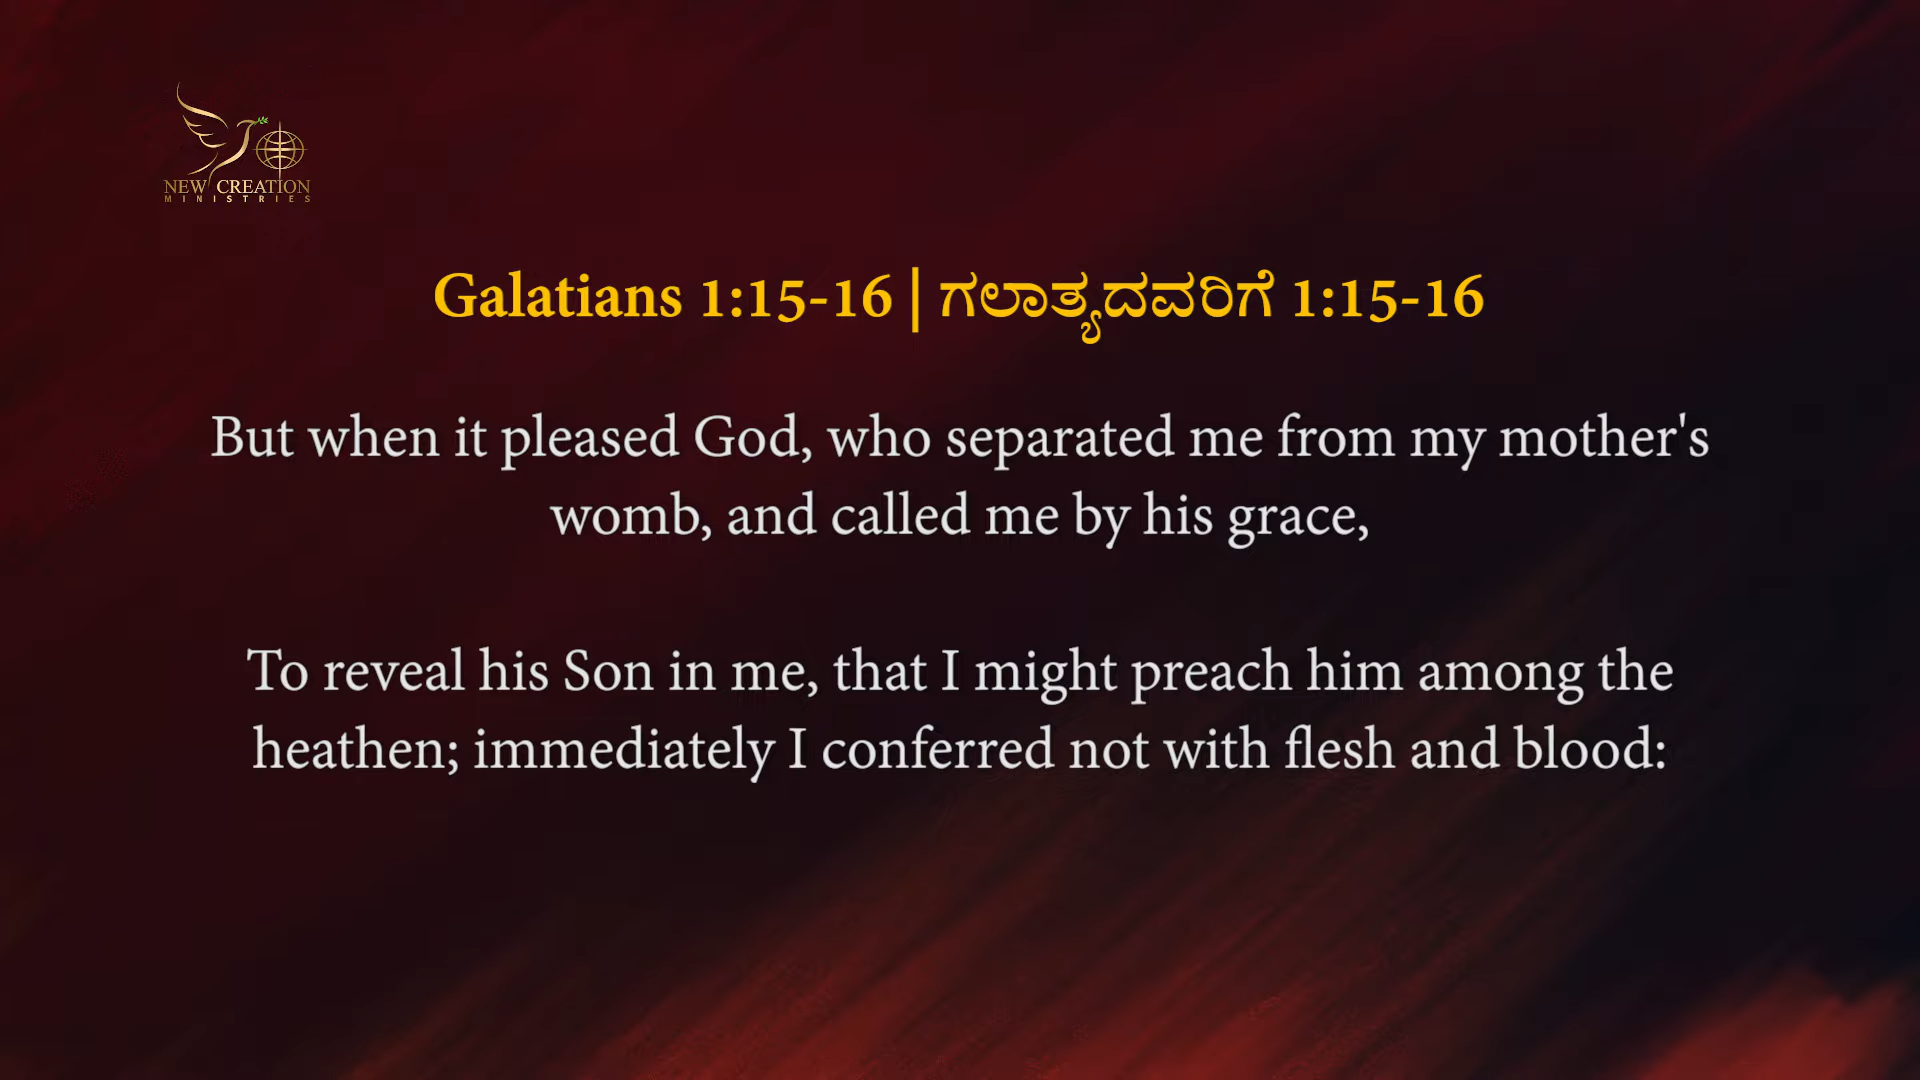 NEW CREATION
MINISTRIES
Galatians 1:15-16 | ಗಲಾತ್ಯದವರಿಗೆ 1:15-16
But when it pleased God, who separated me from my mother's
womb, and called me by his grace,
To reveal his Son in me, that I might preach him among the
heathen; immediately I conferred not with flesh and blood: